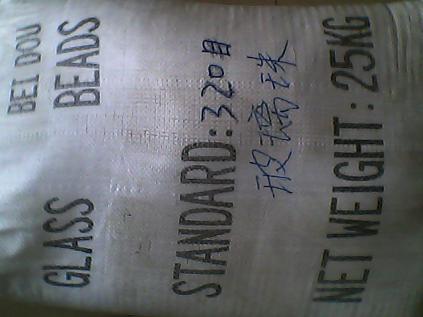 BEI DOU
GLASS BEADS
STANDARD: 320目
玻璃珠
NET WEIGHT: 25KG